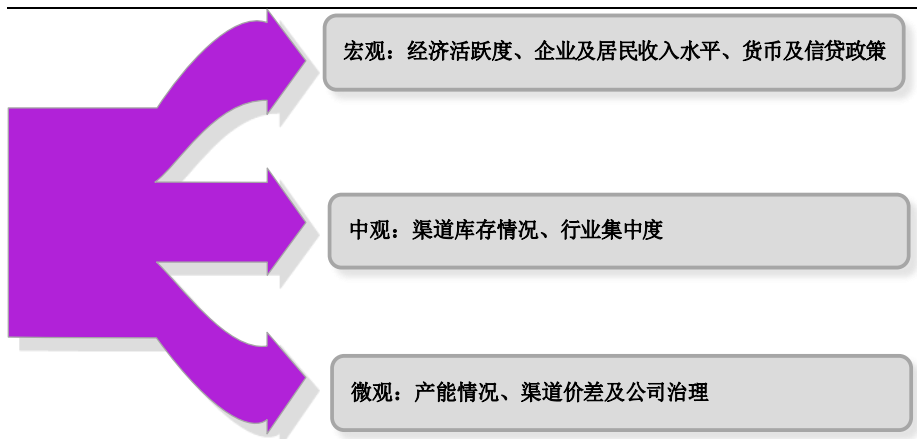 宏观：经济活跃度、企业及居民收入水平、货币及信贷政策
中观：渠道库存情况、行业集中度
微观：产能情况、渠道价差及公司治理